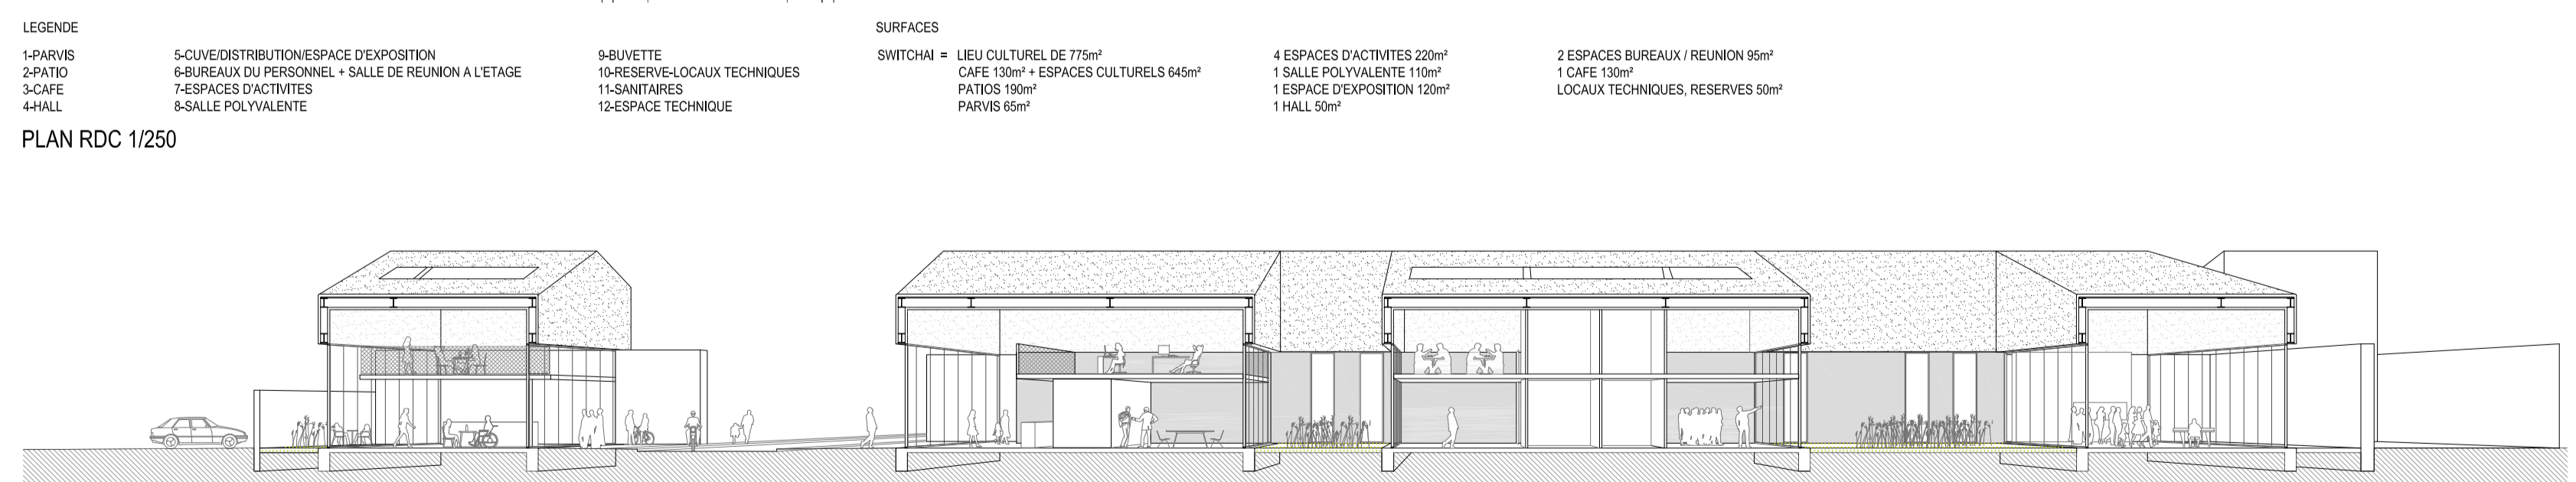 LEGENDE
1-PARVIS
2-PATIO
3-CAFE
4-HALL
5-CUVE/DISTRIBUTION/ESPACE D'EXPOSITION
6-BUREAUX DU PERSONNEL + SALLE DE REUNION A L'ETAGE
7-ESPACES D'ACTIVITES
8-SALLE POLYVALENTE
9-BUVETTE
10-RESERVE-LOCAUX TECHNIQUES
11-SANITAIRES
12-ESPACE TECHNIQUE
SURFACES
SWITCHAI = LIEU CULTUREL DE 775m²
CAFE 130m² + ESPACES CULTURELS 645m²
PATIOS 190m²
PARVIS 65m²
4 ESPACES D'ACTIVITES 220m²
1 SALLE POLYVALENTE 110m²
1 ESPACE D'EXPOSITION 120m²
1 HALL 50m²
2 ESPACES BUREAUX / REUNION 95m²
1 CAFE 130m²
LOCAUX TECHNIQUES, RESERVES 50m²
PLAN RDC 1/250